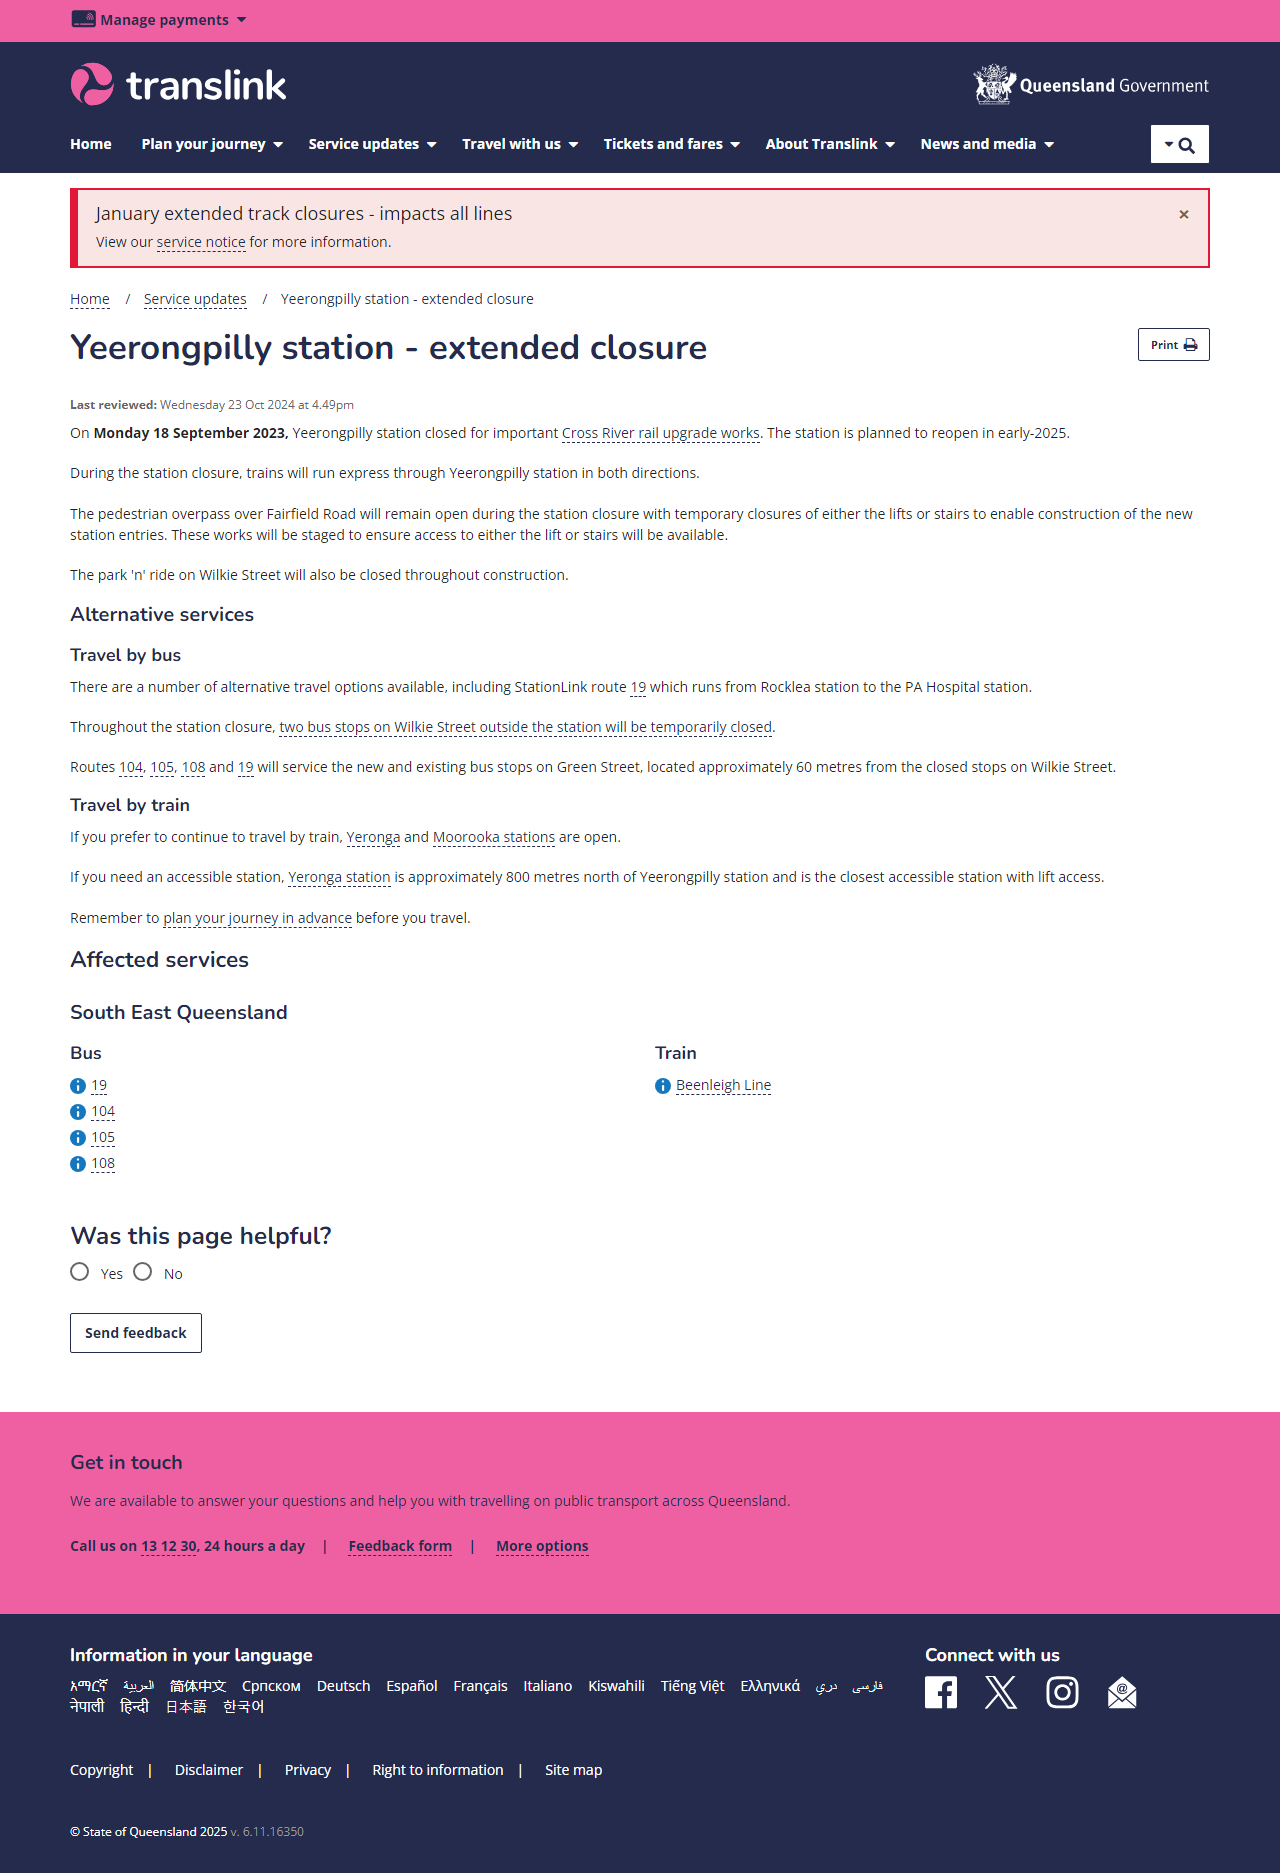 Manage payments
translink
Queensland Government
Home Plan your journey Service updates Travel with us Tickets and fares About Translink News and media
January extended track closures - impacts all lines
×
View our service notice for more information.
Home / Service updates / Yeerongpilly station - extended closure
Yeerongpilly station - extended closure
Print
Last reviewed: Wednesday 23 Oct 2024 at 4.49pm
On Monday 18 September 2023, Yeerongpilly station closed for important Cross River rail upgrade works. The station is planned to reopen in early-2025.
During the station closure, trains will run express through Yeerongpilly station in both directions.
The pedestrian overpass over Fairfield Road will remain open during the station closure with temporary closures of either the lifts or stairs to enable construction of the new
station entries. These works will be staged to ensure access to either the lift or stairs will be available.
The park 'n' ride on Wilkie Street will also be closed throughout construction.
Alternative services
Travel by bus
There are a number of alternative travel options available, including StationLink route 19 which runs from Rocklea station to the PA Hospital station.
Throughout the station closure, two bus stops on Wilkie Street outside the station will be temporarily closed.
Routes 104, 105, 108 and 19 will service the new and existing bus stops on Green Street, located approximately 60 metres from the closed stops on Wilkie Street.
Travel by train
If you prefer to continue to travel by train, Yeronga and Moorooka stations are open.
If you need an accessible station, Yeronga station is approximately 800 metres north of Yeerongpilly station and is the closest accessible station with lift access.
Remember to plan your journey in advance before you travel.
Affected services
South East Queensland
Bus
19
104
105
108
Train
Beenleigh Line
Was this page helpful?
Yes No
Send feedback
Get in touch
We are available to answer your questions and help you with travelling on public transport across Queensland.
Call us on 13 12 30, 24 hours a day | Feedback form | More options
Information in your language
አማርኛ العربية 简体中文 Српском Deutsch Español Français Italiano Kiswahili Tiếng Việt Ελληνικά دري فارسی
नेपाली हिन्दी 日本語 한국어
Connect with us
Copyright | Disclaimer | Privacy | Right to information | Site map
© State of Queensland 2025 v. 6.11.16350